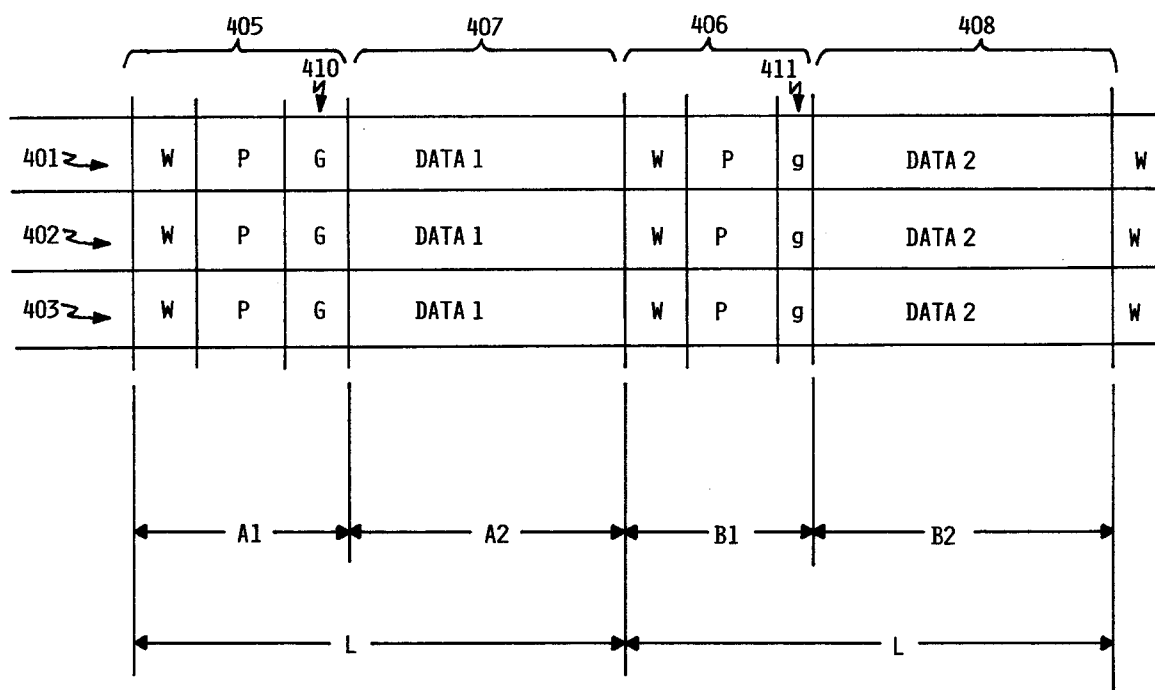 405 407 406 408
410 411
401 W P G DATA 1 W P g DATA 2 W
402 W P G DATA 1 W P g DATA 2 W
403 W P G DATA 1 W P g DATA 2 W
A1 A2 B1 B2
L L